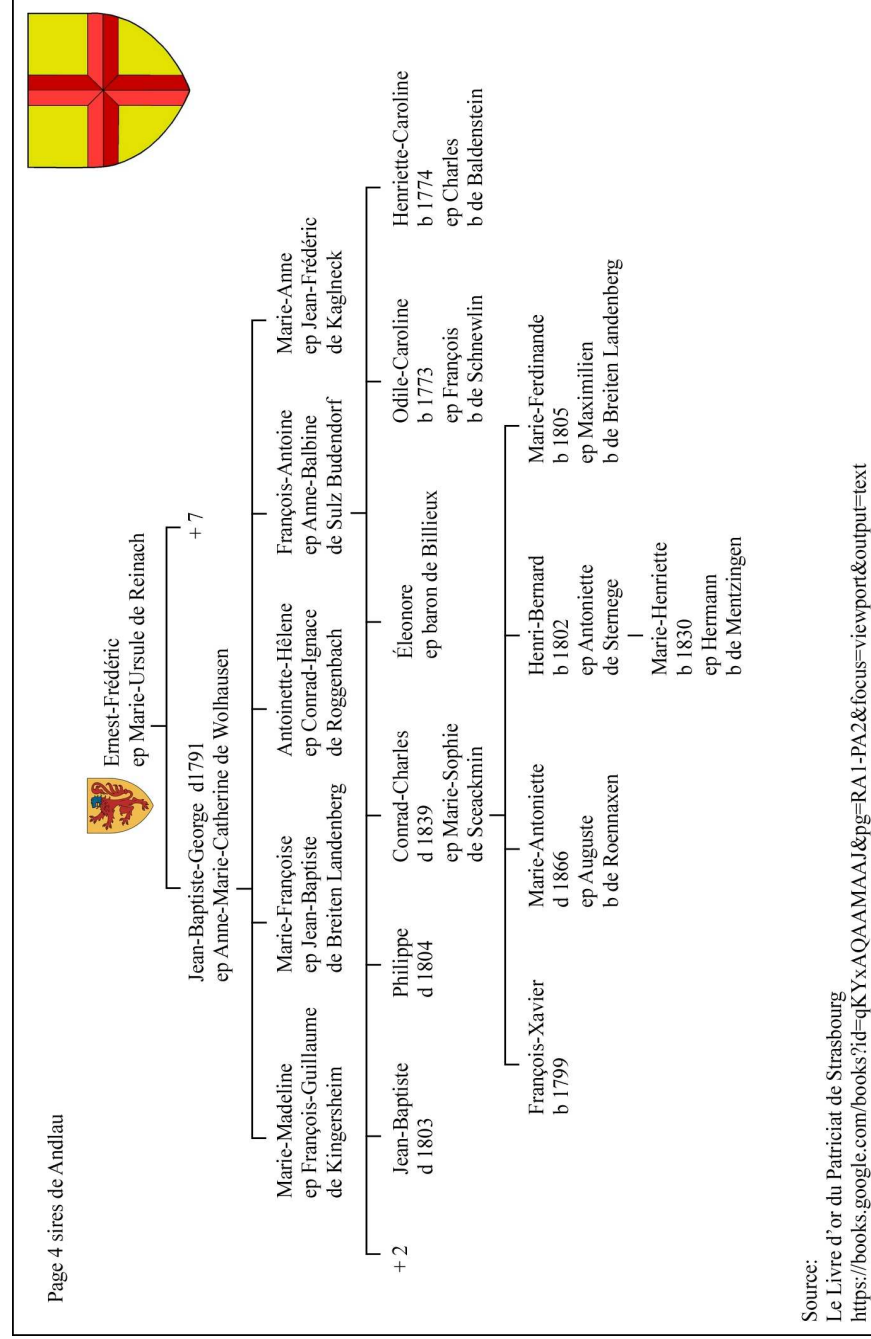 Page 4 sires de Andlau
Ernest-Frédéric
ep Marie-Ursule de Reinach
Jean-Baptiste-George d1791
ep Anne-Marie-Catherine de Wolhausen
+ 7
Marie-Madeline
ep François-Guillaume
de Kingersheim
Marie-Françoise
ep Jean-Baptiste
de Breiten Landenberg
Antoinette-Hêlene
ep Conrad-Ignace
de Roggenbach
François-Antoine
ep Anne-Balbine
de Sulz Budendorf
Marie-Anne
ep Jean-Frédéric
de Kaglneck
+ 2
Jean-Baptiste
d 1803
Philippe
d 1804
Conrad-Charles
d 1839
ep Marie-Sophie
de Sceackmin
Éleonore
ep baron de Billieux
Odile-Caroline
b 1773
ep François
b de Schnewlin
Henriette-Caroline
b 1774
ep Charles
b de Baldenstein
François-Xavier
b 1799
Marie-Antoniette
d 1866
ep Auguste
b de Roennaxen
Henri-Bernard
b 1802
ep Antoniette
de Sternege
Marie-Ferdinande
b 1805
ep Maximilien
b de Breiten Landenberg
Marie-Henriette
b 1830
ep Hermann
b de Mentzingen
Source:
Le Livre d'or du Patriciat de Strasbourg
https://books.google.com/books?id=qKYxAQAAMAAJ&pg=RA1-PA2&focus=viewport&output=text